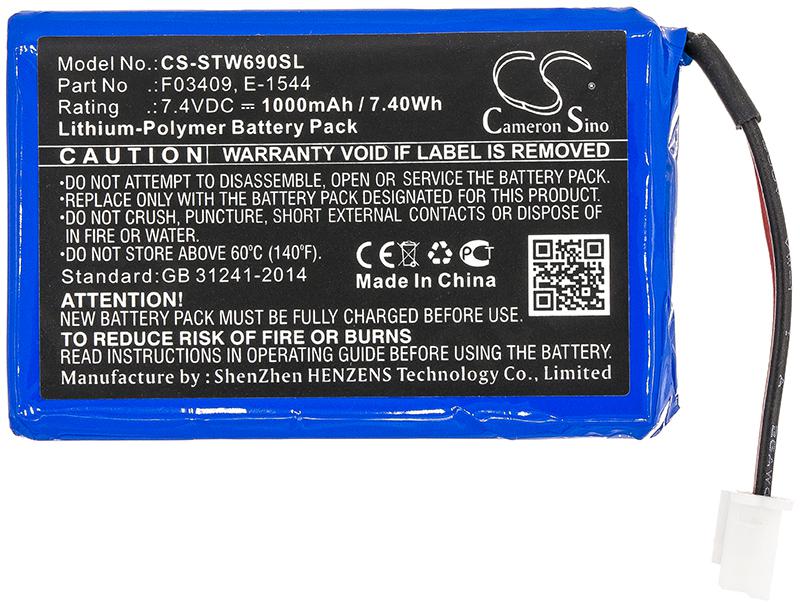 Model No.:CS-STW690SL
Part No :F03409, E-1544
Rating :7.4VDC ⎓ 1000mAh / 7.40Wh
Lithium-Polymer Battery Pack
CS
Cameron Sino
CAUTION WARRANTY VOID IF LABEL IS REMOVED
•DO NOT ATTEMPT TO DISASSEMBLE, OPEN OR SERVICE THE BATTERY PACK.
•REPLACE ONLY WITH THE BATTERY PACK DESIGNATED FOR THIS PRODUCT.
•DO NOT CRUSH, PUNCTURE, SHORT EXTERNAL CONTACTS OR DISPOSE OF
IN FIRE OR WATER.
•DO NOT STORE ABOVE 60℃ (140°F).
Standard:GB 31241-2014
CE
Made In China
ATTENTION!
NEW BATTERY PACK MUST BE FULLY CHARGED BEFORE USE.
TO REDUCE RISK OF FIRE OR BURNS
READ INSTRUCTIONS IN OPERATING GUIDE BEFORE USING THE BATTERY.
Manufacture by : ShenZhen HENZENS Technology Co., Limited